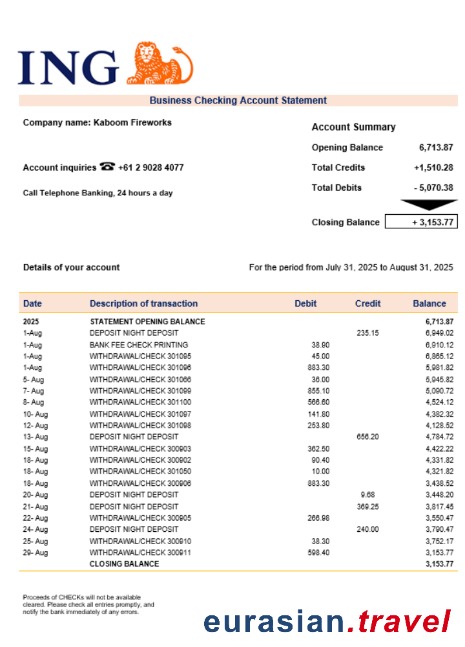 ING
Business Checking Account Statement
Company name: Kaboom Fireworks
Account Summary
Opening Balance 6,713.87
Account inquiries ☎ +61 2 9028 4077 Total Credits +1,510.28
Call Telephone Banking, 24 hours a day Total Debits - 5,070.38
Closing Balance + 3,153.77
Details of your account For the period from July 31, 2025 to August 31, 2025
Date Description of transaction Debit Credit Balance
2025 STATEMENT OPENING BALANCE 6,713.87
1-Aug DEPOSIT NIGHT DEPOSIT 235.15 6,949.02
1-Aug BANK FEE CHECK PRINTING 38.90 6,910.12
1-Aug WITHDRAWAL/CHECK 301095 45.00 6,865.12
1-Aug WITHDRAWAL/CHECK 301096 883.30 5,981.82
5- Aug WITHDRAWAL/CHECK 301066 36.00 5,945.82
7- Aug WITHDRAWAL/CHECK 301099 855.10 5,090.72
8- Aug WITHDRAWAL/CHECK 301100 566.60 4,524.12
10- Aug WITHDRAWAL/CHECK 301097 141.80 4,382.32
12- Aug WITHDRAWAL/CHECK 301098 253.80 4,128.52
13- Aug DEPOSIT NIGHT DEPOSIT 656.20 4,784.72
15- Aug WITHDRAWAL/CHECK 300903 362.50 4,422.22
18- Aug WITHDRAWAL/CHECK 300902 90.40 4,331.82
18- Aug WITHDRAWAL/CHECK 301050 10.00 4,321.82
18- Aug WITHDRAWAL/CHECK 300906 883.30 3,438.52
20- Aug DEPOSIT NIGHT DEPOSIT 9.68 3,448.20
21- Aug DEPOSIT NIGHT DEPOSIT 369.25 3,817.45
22- Aug WITHDRAWAL/CHECK 300905 266.98 3,550.47
24- Aug DEPOSIT NIGHT DEPOSIT 240.00 3,790.47
25- Aug WITHDRAWAL/CHECK 300910 38.30 3,752.17
29- Aug WITHDRAWAL/CHECK 300911 598.40 3,153.77
CLOSING BALANCE 3,153.77
Proceeds of CHECKs will not be available
cleared. Please check all entries promptly, and
notify the bank immediately of any errors.
eurasian.travel